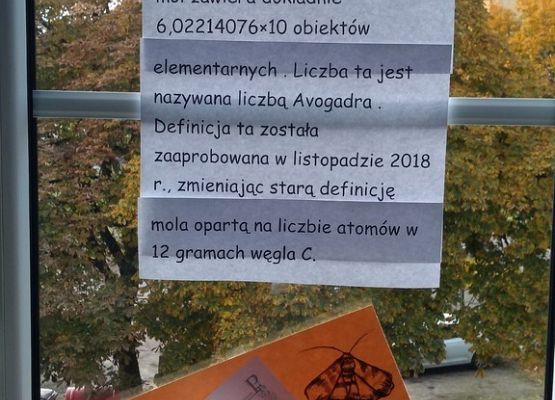 mol zawiera dokładnie
6,02214076×10 obiektów
elementarnych . Liczba ta jest
nazywana liczbą Avogadra .
Definicja ta została
zaaprobowana w listopadzie 2018
r., zmieniając starą definicję
mola opartą na liczbie atomów w
12 gramach węgla C.